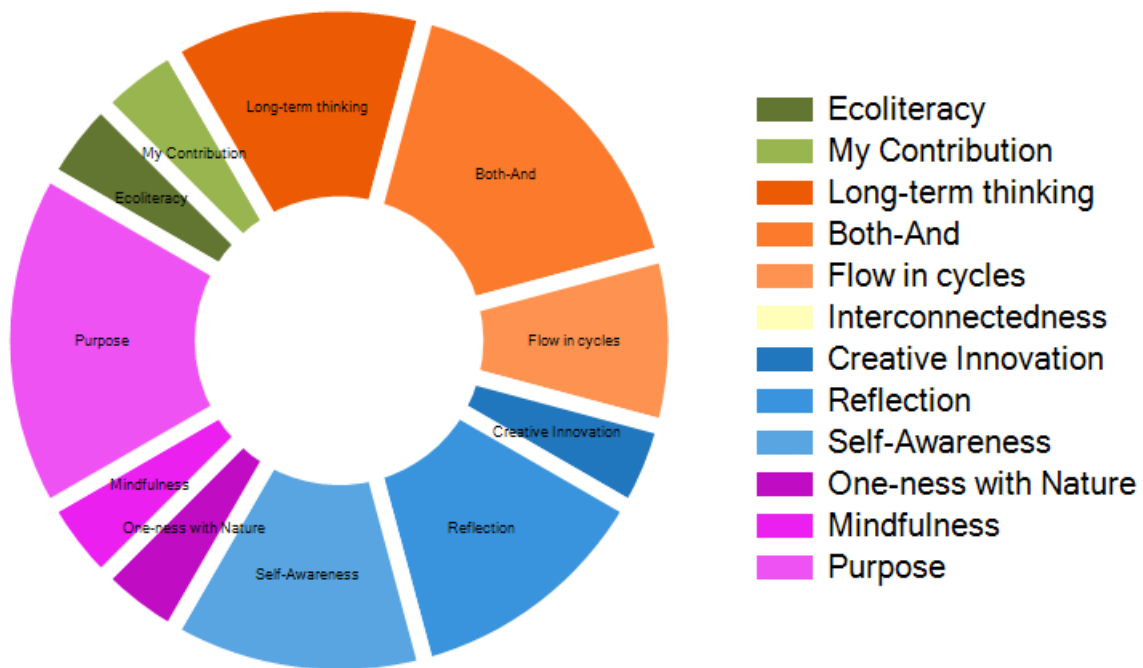 Long-term thinking
Both-And
My Contribution
Ecoliteracy
Purpose
Flow in cycles
Creative Innovation
Mindfulness
One-ness with Nature
Reflection
Self-Awareness
Ecoliteracy
My Contribution
Long-term thinking
Both-And
Flow in cycles
Interconnectedness
Creative Innovation
Reflection
Self-Awareness
One-ness with Nature
Mindfulness
Purpose